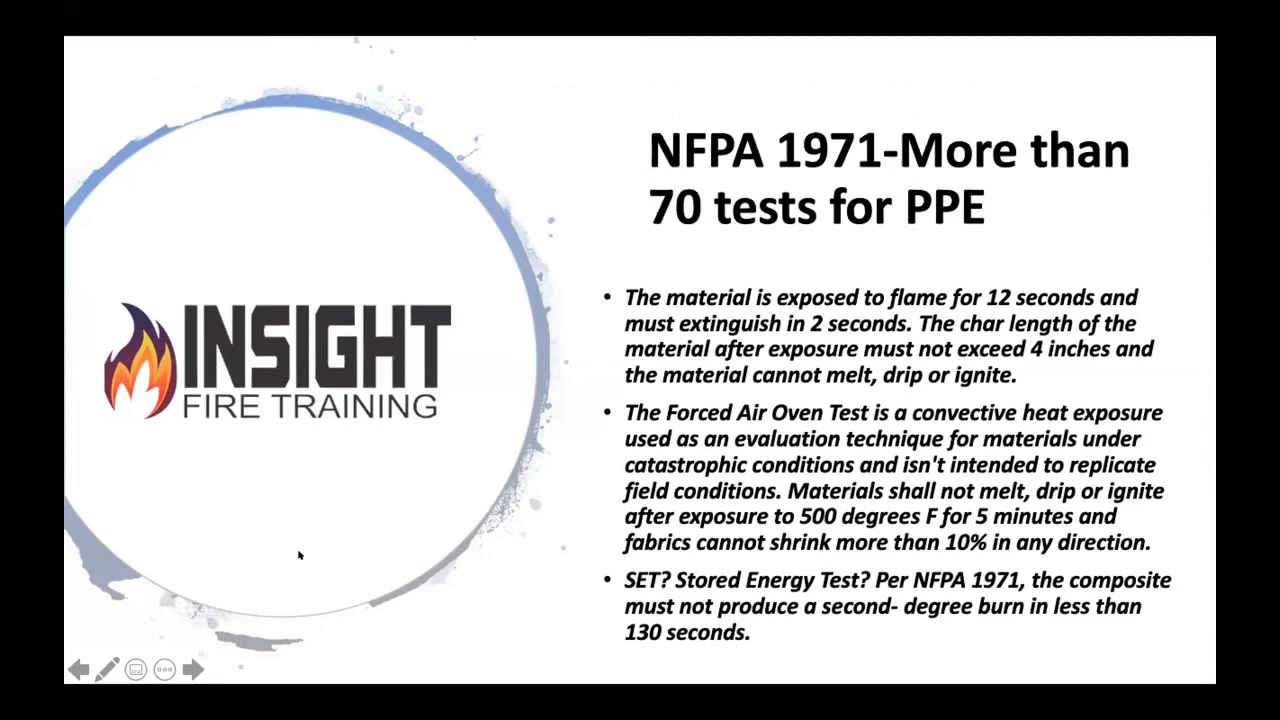 NFPA 1971-More than
70 tests for PPE
INSIGHT
FIRE TRAINING
• The material is exposed to flame for 12 seconds and
must extinguish in 2 seconds. The char length of the
material after exposure must not exceed 4 inches and
the material cannot melt, drip or ignite.
• The Forced Air Oven Test is a convective heat exposure
used as an evaluation technique for materials under
catastrophic conditions and isn't intended to replicate
field conditions. Materials shall not melt, drip or ignite
after exposure to 500 degrees F for 5 minutes and
fabrics cannot shrink more than 10% in any direction.
• SET? Stored Energy Test? Per NFPA 1971, the composite
must not produce a second- degree burn in less than
130 seconds.